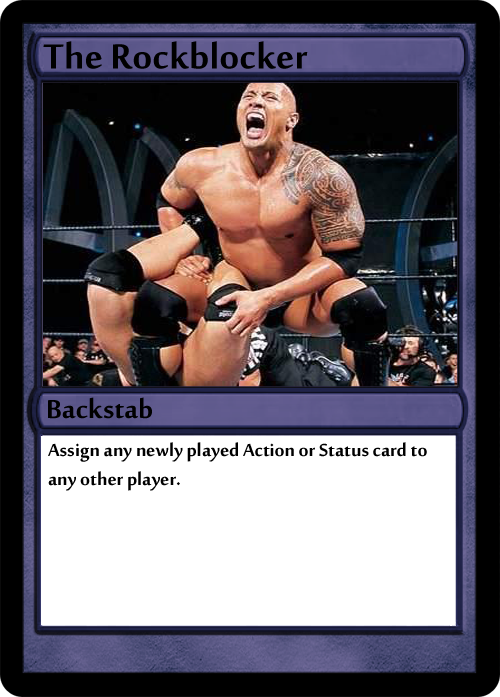 The Rockblocker
Backstab
Assign any newly played Action or Status card to
any other player.